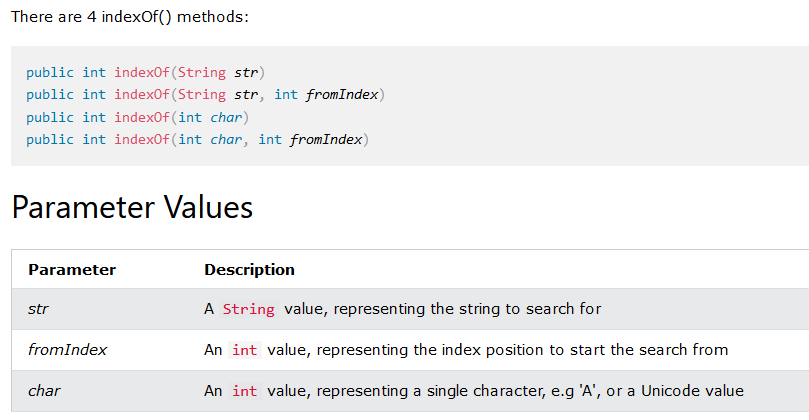 There are 4 indexOf() methods:
public int indexOf(String str)
public int indexOf(String str, int fromIndex)
public int indexOf(int char)
public int indexOf(int char, int fromIndex)
Parameter Values
Parameter Description
str A String value, representing the string to search for
fromIndex An int value, representing the index position to start the search from
char An int value, representing a single character, e.g 'A', or a Unicode value